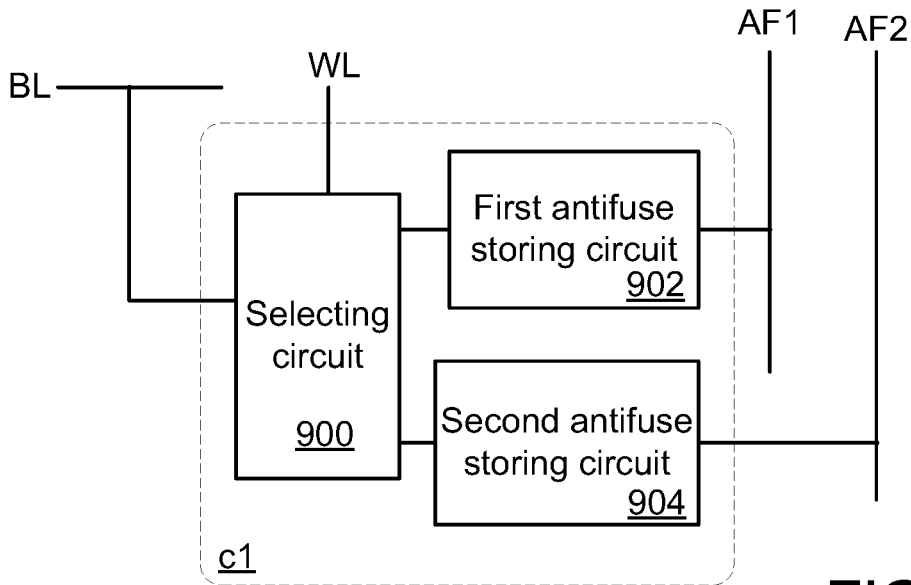 AF1
AF2
WL
BL
First antifuse
storing circuit
902
Selecting
circuit
900
Second antifuse
storing circuit
904
c1